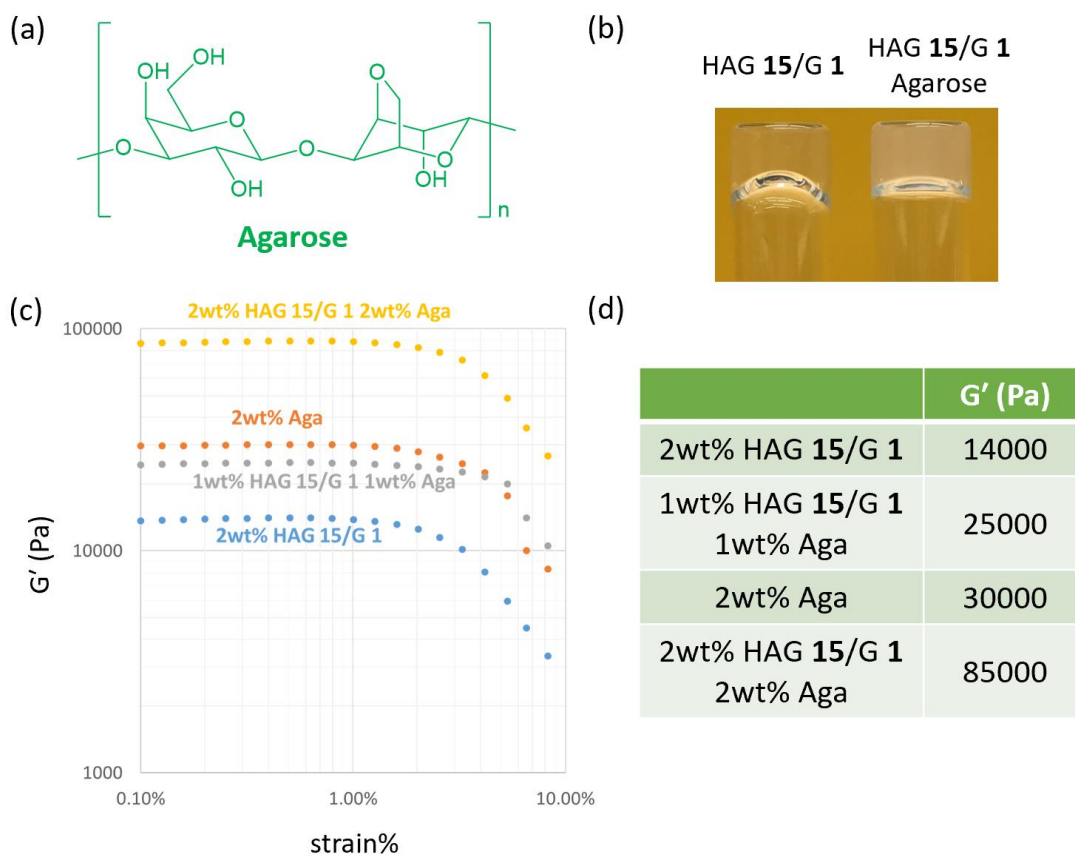 (a)
OH
OH
O
O
OH
O
O
O
OH
n
Agarose
(b)
HAG 15/G 1
HAG 15/G 1
Agarose
(c)
2wt% HAG 15/G 1 2wt% Aga
2wt% Aga
1wt% HAG 15/G 1 1wt% Aga
2wt% HAG 15/G 1
100000
10000
1000
G′ (Pa)
0.10%
1.00%
10.00%
strain%
(d)
G′ (Pa)
2wt% HAG 15/G 1
14000
1wt% HAG 15/G 1
1wt% Aga
25000
2wt% Aga
30000
2wt% HAG 15/G 1
2wt% Aga
85000